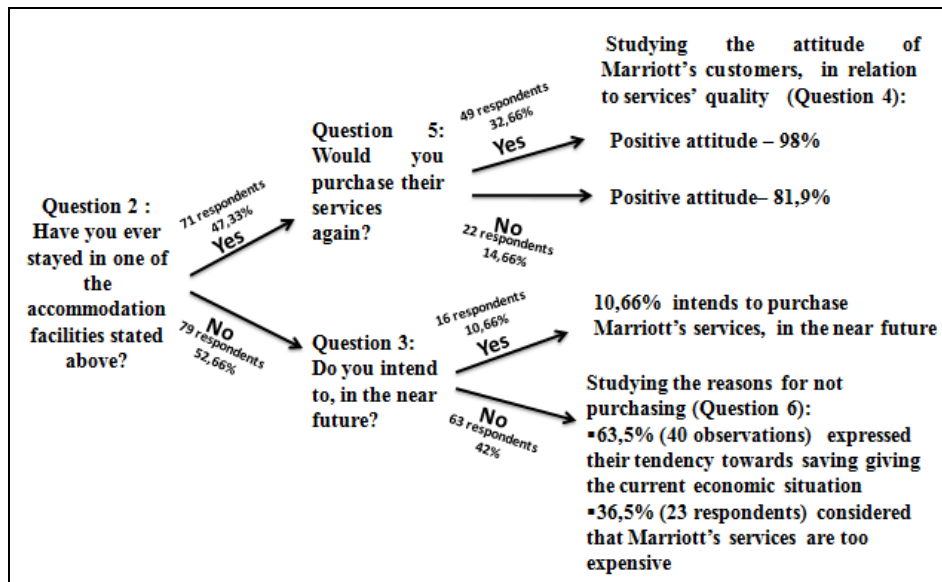 Question 2 :
Have you ever
stayed in one of
the
accommodation
facilities stated
above?
71 respondents
47,33%
Yes
No
79 respondents
52,66%
Question 5:
Would you
purchase their
services
again?
49 respondents
32,66%
Yes
No
22 respondents
14,66%
Question 3:
Do you intend
to, in the near
future?
16 respondents
10,66%
Yes
No
63 respondents
42%
Studying the attitude of
Marriott’s customers, in relation
to services’ quality (Question 4):
Positive attitude – 98%
Positive attitude– 81,9%
10,66% intends to purchase
Marriott’s services, in the near future
Studying the reasons for not
purchasing (Question 6):
▪63,5% (40 observations) expressed
their tendency towards saving giving
the current economic situation
▪36,5% (23 respondents) considered
that Marriott’s services are too
expensive